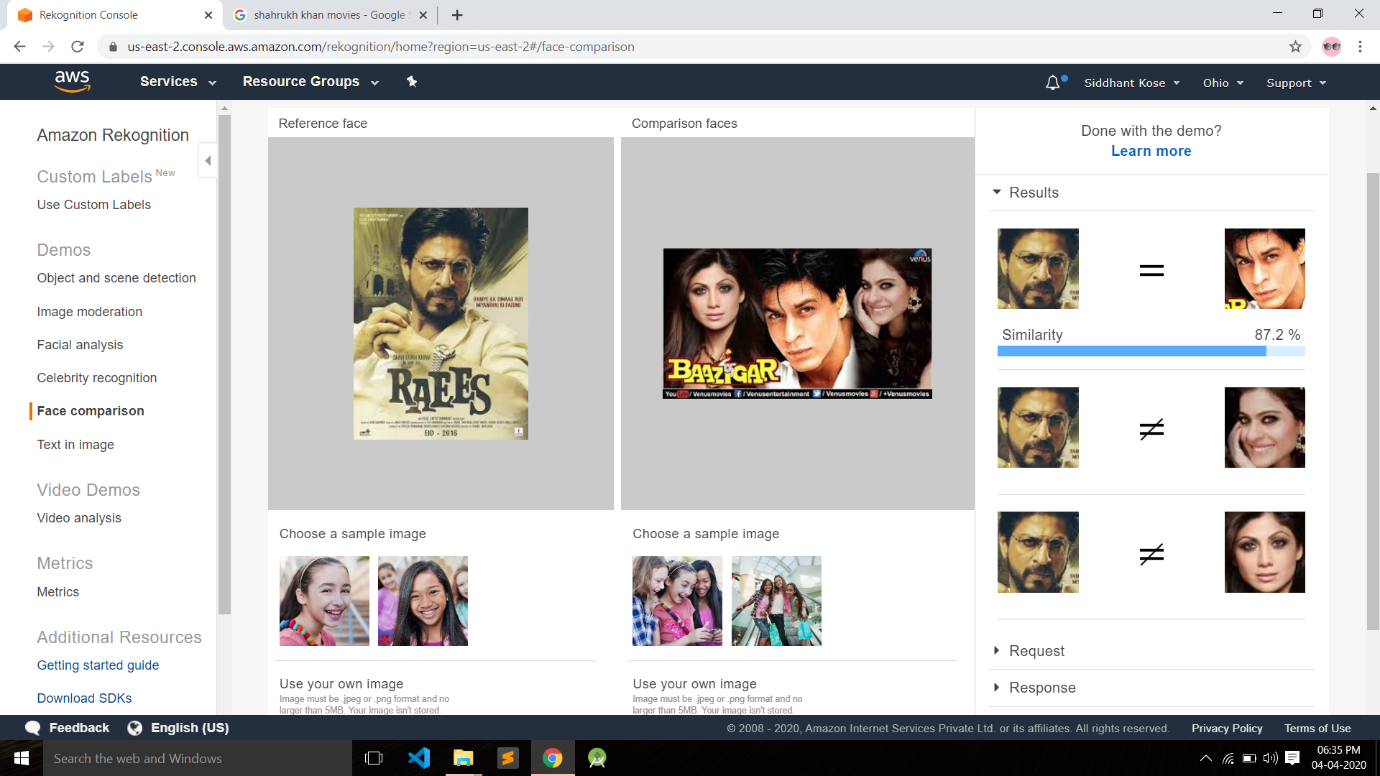 Rekognition Console
shahrukh khan movies - Google S
us-east-2.console.aws.amazon.com/rekognition/home?region=us-east-2#/face-comparison
aws
Services
Resource Groups
Siddhant Kose
Ohio
Support
Amazon Rekognition
Custom Labels New
Use Custom Labels
Demos
Object and scene detection
Image moderation
Facial analysis
Celebrity recognition
Face comparison
Text in image
Video Demos
Video analysis
Metrics
Metrics
Additional Resources
Getting started guide
Download SDKs
Reference face
RAEES
EID - 2016
Choose a sample image
Use your own image
Image must be .jpeg or .png format and no
larger than 5MB. Your image isn't stored.
Comparison faces
venus
BAAZIGAR
You /Venusmovies /Venusentertainment /Venusmovies /+Venusmovies
Choose a sample image
Use your own image
Image must be .jpeg or .png format and no
larger than 5MB. Your image isn't stored.
Done with the demo?
Learn more
Results
=
Similarity 87.2 %
≠
≠
Request
Response
Feedback
English (US)
© 2008 - 2020, Amazon Internet Services Private Ltd. or its affiliates. All rights reserved.
Privacy Policy
Terms of Use
Search the web and Windows
06:35 PM
04-04-2020